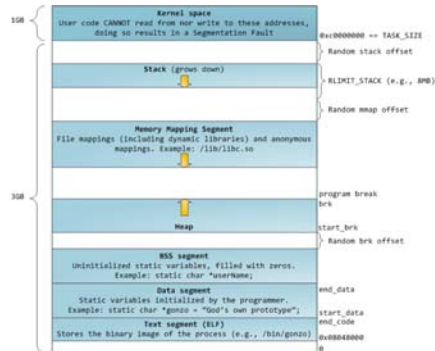 1GB
Kernel space
User code CANNOT read from nor write to these addresses,
doing so results in a Segmentation Fault
0xc0000000 == TASK_SIZE
Random stack offset
Stack (grows down)
RLIMIT_STACK (e.g., 8MB)
Random mmap offset
Memory Mapping Segment
File mappings (including dynamic libraries) and anonymous
mappings. Example: /lib/libc.so
3GB
program break
brk
Heap
start_brk
Random brk offset
BSS segment
Uninitialized static variables, filled with zeros.
Example: static char *userName;
Data segment
Static variables initialized by the programmer.
Example: static char *gonzo = "God's own prototype";
end_data
start_data
Text segment (ELF)
Stores the binary image of the process (e.g., /bin/gonzo)
end_code
0x08048000
0